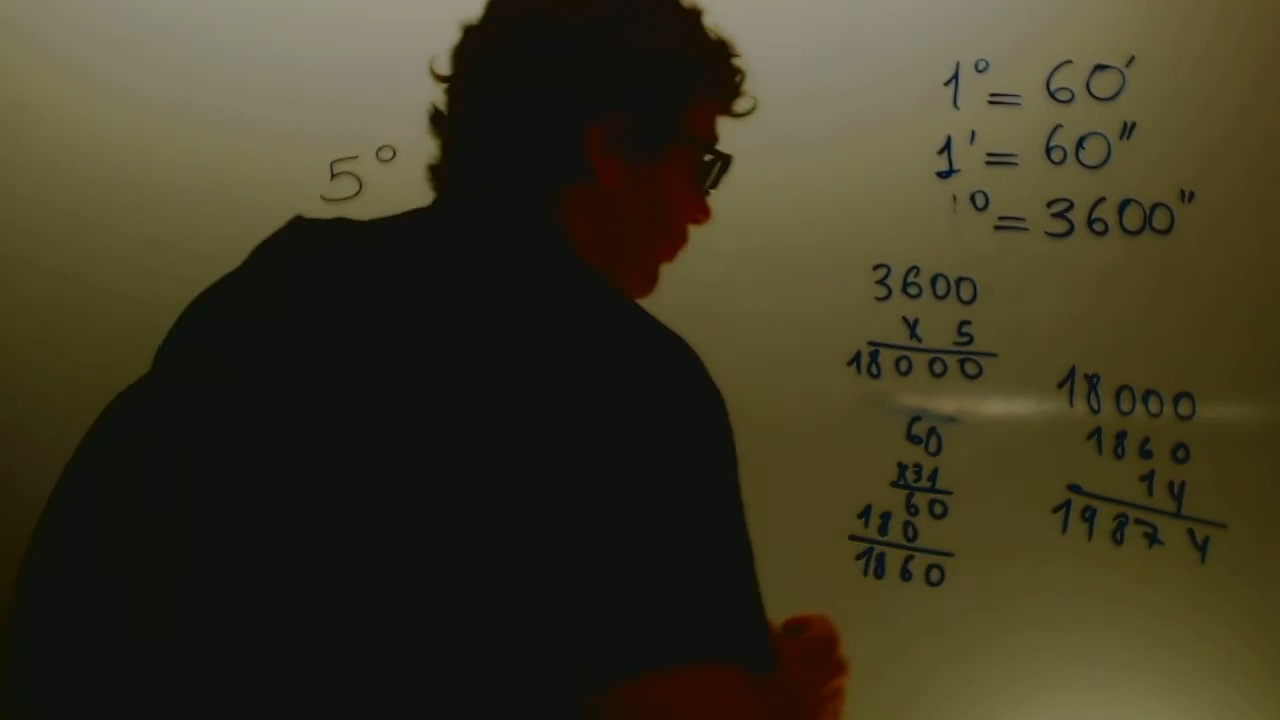 5°
1° = 60'
1' = 60"
1° = 3600"
3600
x 5
18000
60
x31
60
180
1860
18000
1860
14
19874